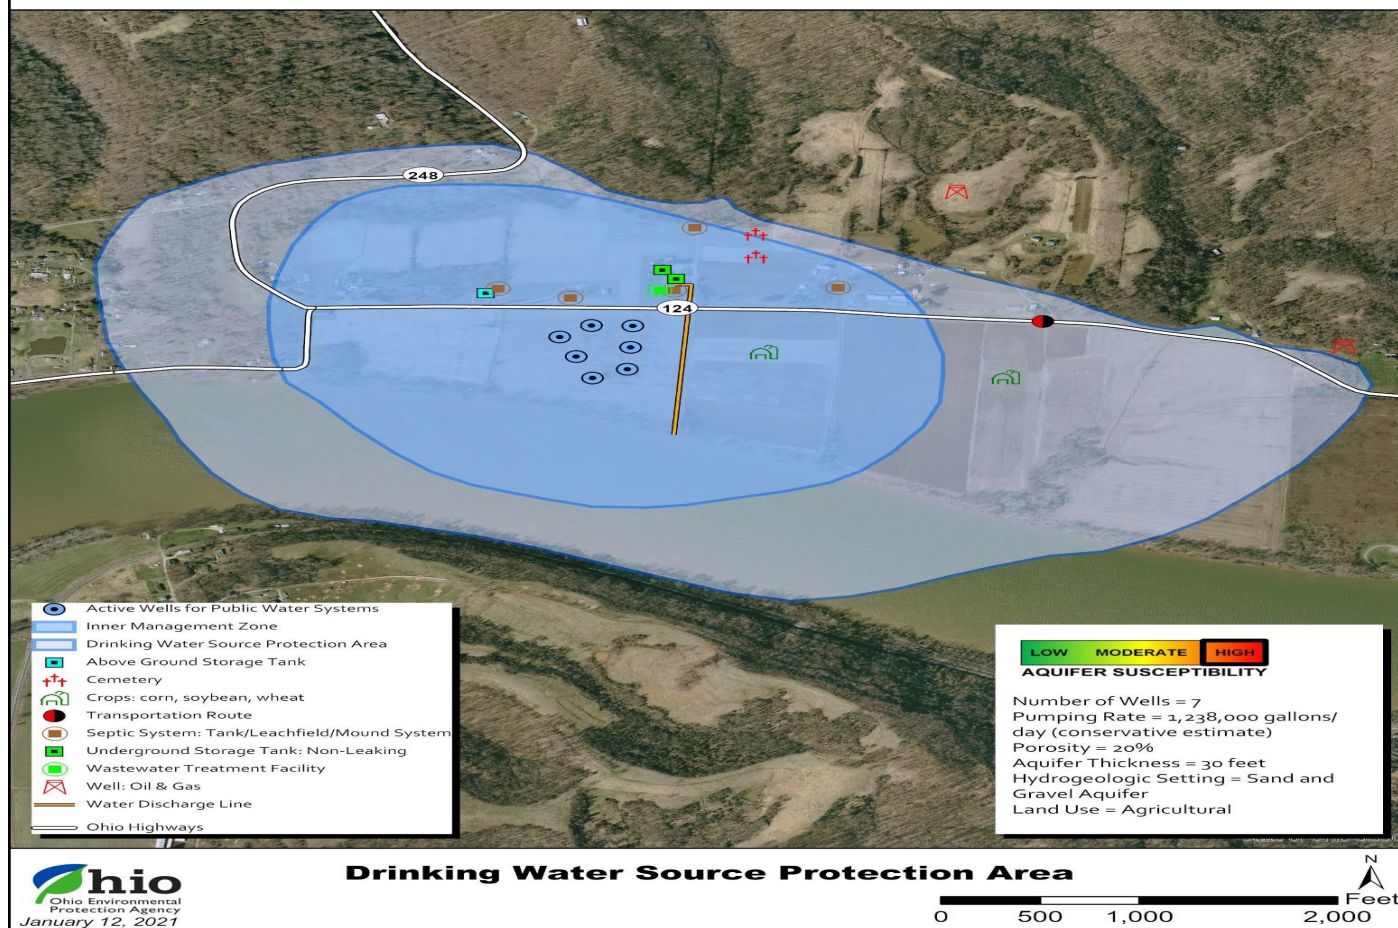 248
124
Active Wells for Public Water Systems
Inner Management Zone
Drinking Water Source Protection Area
Above Ground Storage Tank
Cemetery
Crops: corn, soybean, wheat
Transportation Route
Septic System: Tank/Leachfield/Mound System
Underground Storage Tank: Non-Leaking
Wastewater Treatment Facility
Well: Oil & Gas
Water Discharge Line
Ohio Highways
LOW MODERATE HIGH
AQUIFER SUSCEPTIBILITY
Number of Wells = 7
Pumping Rate = 1,238,000 gallons/
day (conservative estimate)
Porosity = 20%
Aquifer Thickness = 30 feet
Hydrogeologic Setting = Sand and
Gravel Aquifer
Land Use = Agricultural
Ohio
Ohio Environmental
Protection Agency
January 12, 2021
Drinking Water Source Protection Area
N
Feet
0 500 1,000 2,000